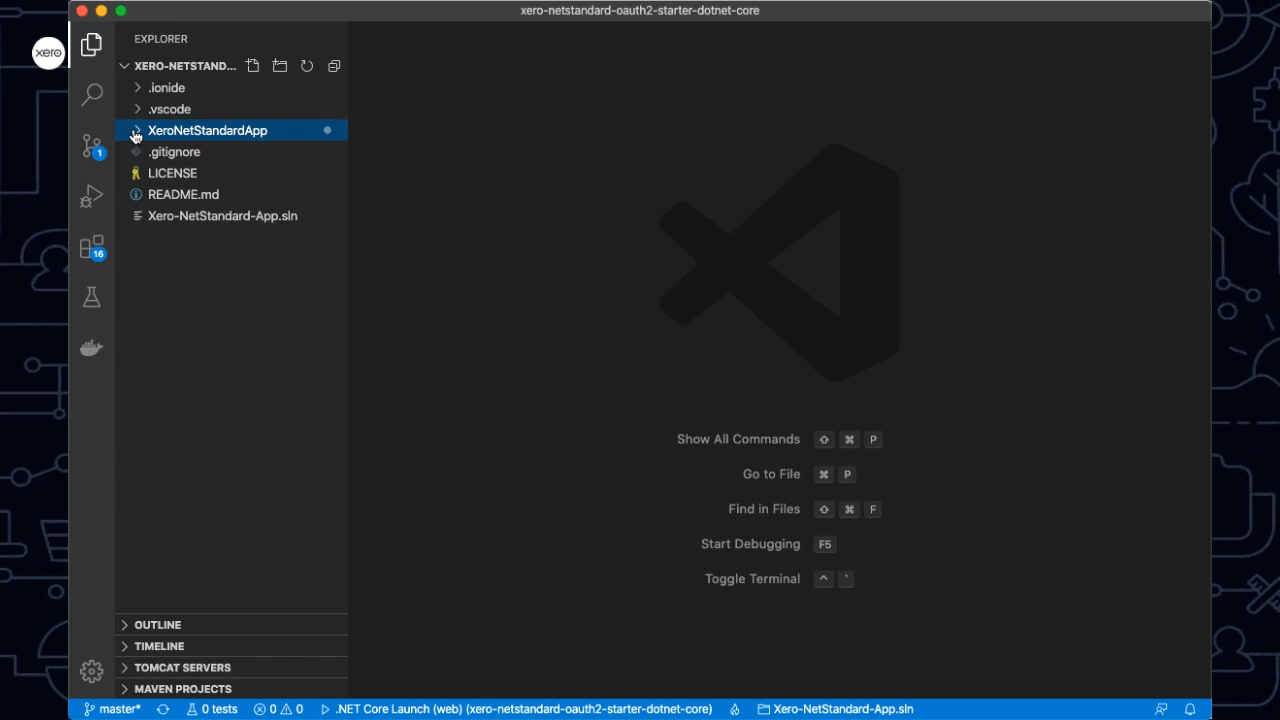 xero-netstandard-oauth2-starter-dotnet-core
xero
EXPLORER
XERO-NETSTAND...
.ionide
.vscode
XeroNetStandardApp
.gitignore
LICENSE
README.md
Xero-NetStandard-App.sln
1
16
Show All Commands ⇧ ⌘ P
Go to File ⌘ P
Find in Files ⇧ ⌘ F
Start Debugging F5
Toggle Terminal ^ `
OUTLINE
TIMELINE
TOMCAT SERVERS
MAVEN PROJECTS
master* 0 tests 0 0 .NET Core Launch (web) (xero-netstandard-oauth2-starter-dotnet-core) Xero-NetStandard-App.sln